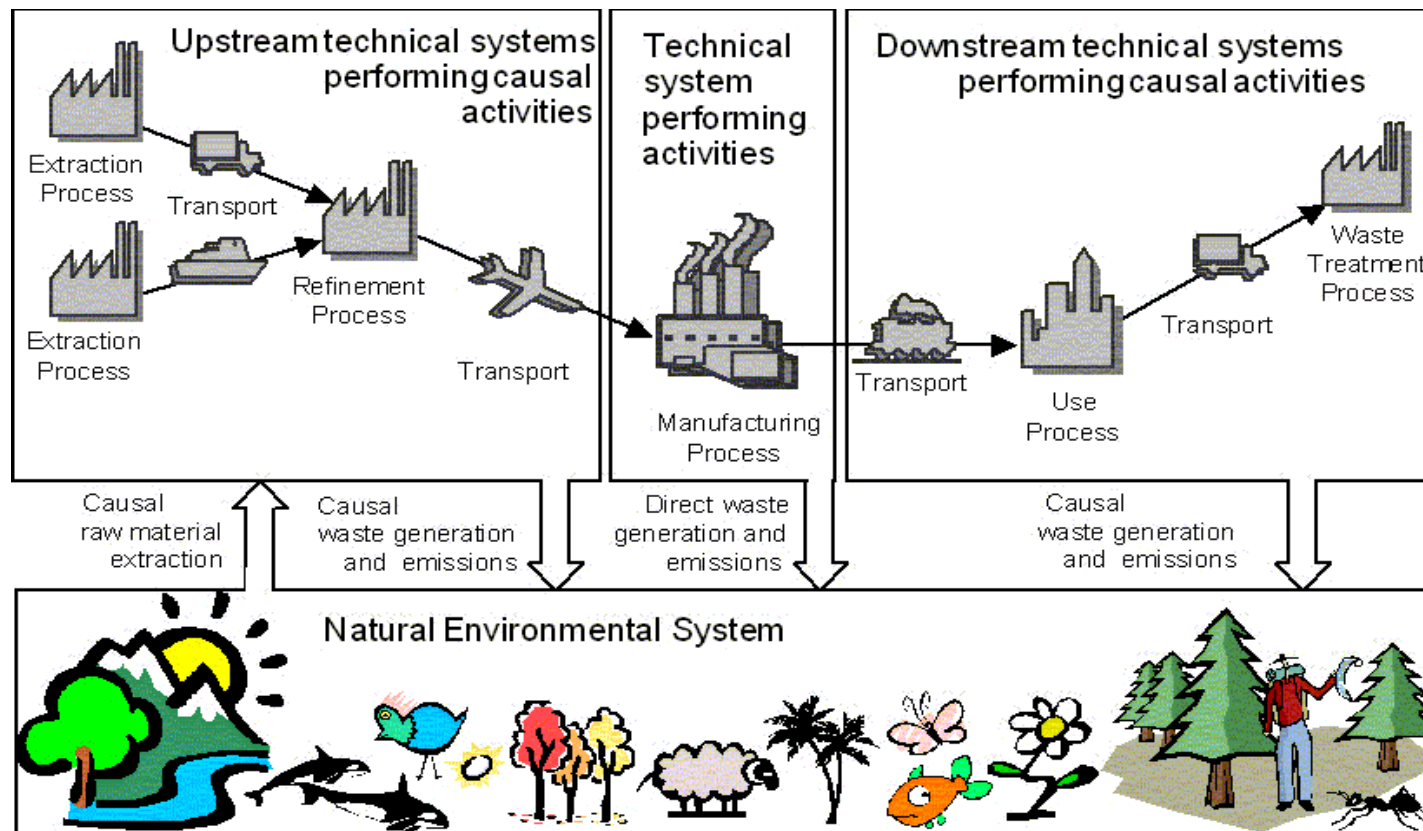 Upstream technical systems
performing causal
activities
Extraction
Process
Transport
Extraction
Process
Refinement
Process
Transport
Technical
system
performing
activities
Manufacturing
Process
Downstream technical systems
performing causal activities
Transport
Use
Process
Transport
Waste
Treatment
Process
Causal
raw material
extraction
Causal
waste generation
and emissions
Direct waste
generation and
emissions
Causal
waste generation
and emissions
Natural Environmental System